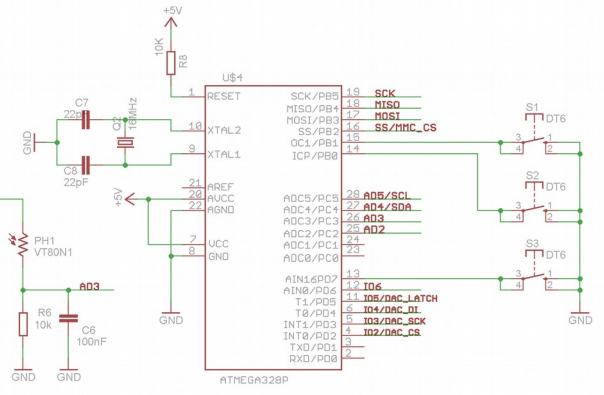 +5V
10K
R8
U$4
1 RESET
C7
22pF
Q2
16MHz
10 XTAL2
9 XTAL1
GND
C8
22pF
+5V
21 AREF
20 AVCC
22 AGND
7 VCC
8 GND
GND
PH1
VT80N1
AD3
R6
10k
C6
100nF
GND
GND
SCK/PB5 19 SCK
MISO/PB4 18 MISO
MOSI/PB3 17 MOSI
SS/PB2 16 SS/MMC_CS
OC1/PB1 15
ICP/PB0 14
ADC5/PC5 28 AD5/SCL
ADC4/PC4 27 AD4/SDA
ADC3/PC3 26 AD3
ADC2/PC2 25 AD2
ADC1/PC1 24
ADC0/PC0 23
AIN16PD7 13
AIN0/PD6 12 IO6
T1/PD5 11 IO5/DAC_LATCH
T0/PD4 6 IO4/DAC_DI
INT1/PD3 5 IO3/DAC_SCK
INT0/PD2 4 IO2/DAC_CS
TXD/PD1 3
RXD/PD0 2
ATMEGA328P
S1
DT6
3 1
4 2
S2
DT6
3 1
4 2
S3
DT6
3 1
4 2
GND